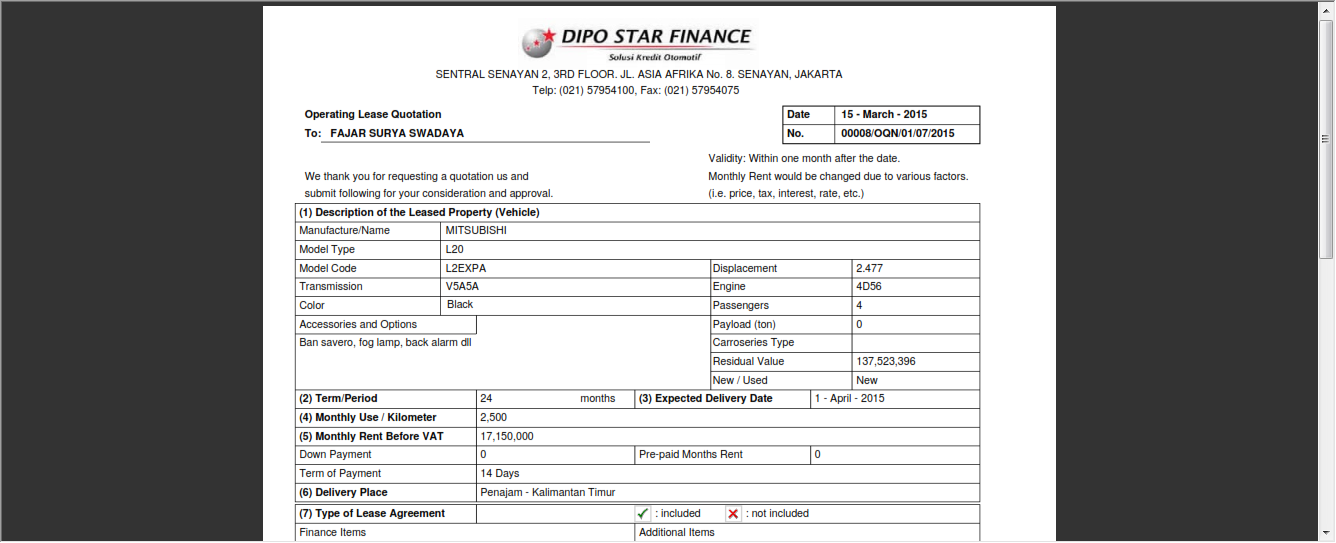 DIPO STAR FINANCE
Solusi Kredit Otomotif
SENTRAL SENAYAN 2, 3RD FLOOR. JL. ASIA AFRIKA No. 8. SENAYAN, JAKARTA
Telp: (021) 57954100, Fax: (021) 57954075
Operating Lease Quotation
Date 15 - March - 2015
To: FAJAR SURYA SWADAYA
No. 00008/OQN/01/07/2015
Validity: Within one month after the date.
We thank you for requesting a quotation us and
Monthly Rent would be changed due to various factors.
submit following for your consideration and approval.
(i.e. price, tax, interest, rate, etc.)
(1) Description of the Leased Property (Vehicle)
Manufacture/Name MITSUBISHI
Model Type L20
Model Code L2EXPA Displacement 2.477
Transmission V5A5A Engine 4D56
Color Black Passengers 4
Accessories and Options Payload (ton) 0
Ban savero, fog lamp, back alarm dll Carroseries Type
Residual Value 137,523,396
New / Used New
(2) Term/Period 24 months (3) Expected Delivery Date 1 - April - 2015
(4) Monthly Use / Kilometer 2,500
(5) Monthly Rent Before VAT 17,150,000
Down Payment 0 Pre-paid Months Rent 0
Term of Payment 14 Days
(6) Delivery Place Penajam - Kalimantan Timur
(7) Type of Lease Agreement : included : not included
Finance Items Additional Items